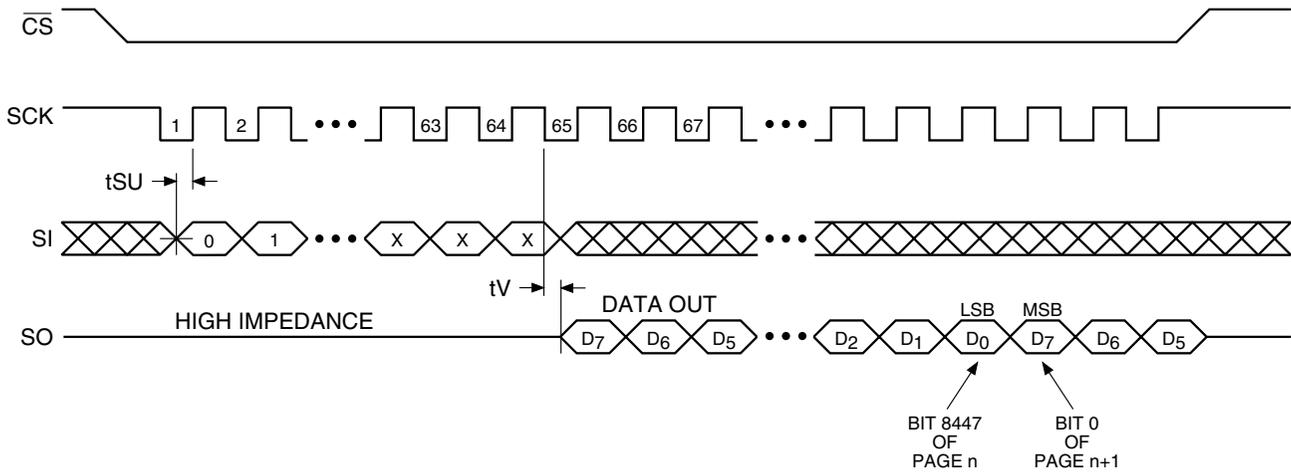 CS
SCK 1 2 ••• 63 64 65 66 67 •••
tSU
SI 0 1 ••• X X X •••
tV
DATA OUT
HIGH IMPEDANCE
LSB MSB
SO D7 D6 D5 ••• D2 D1 D0 D7 D6 D5
BIT 8447
OF
PAGE n
BIT 0
OF
PAGE n+1